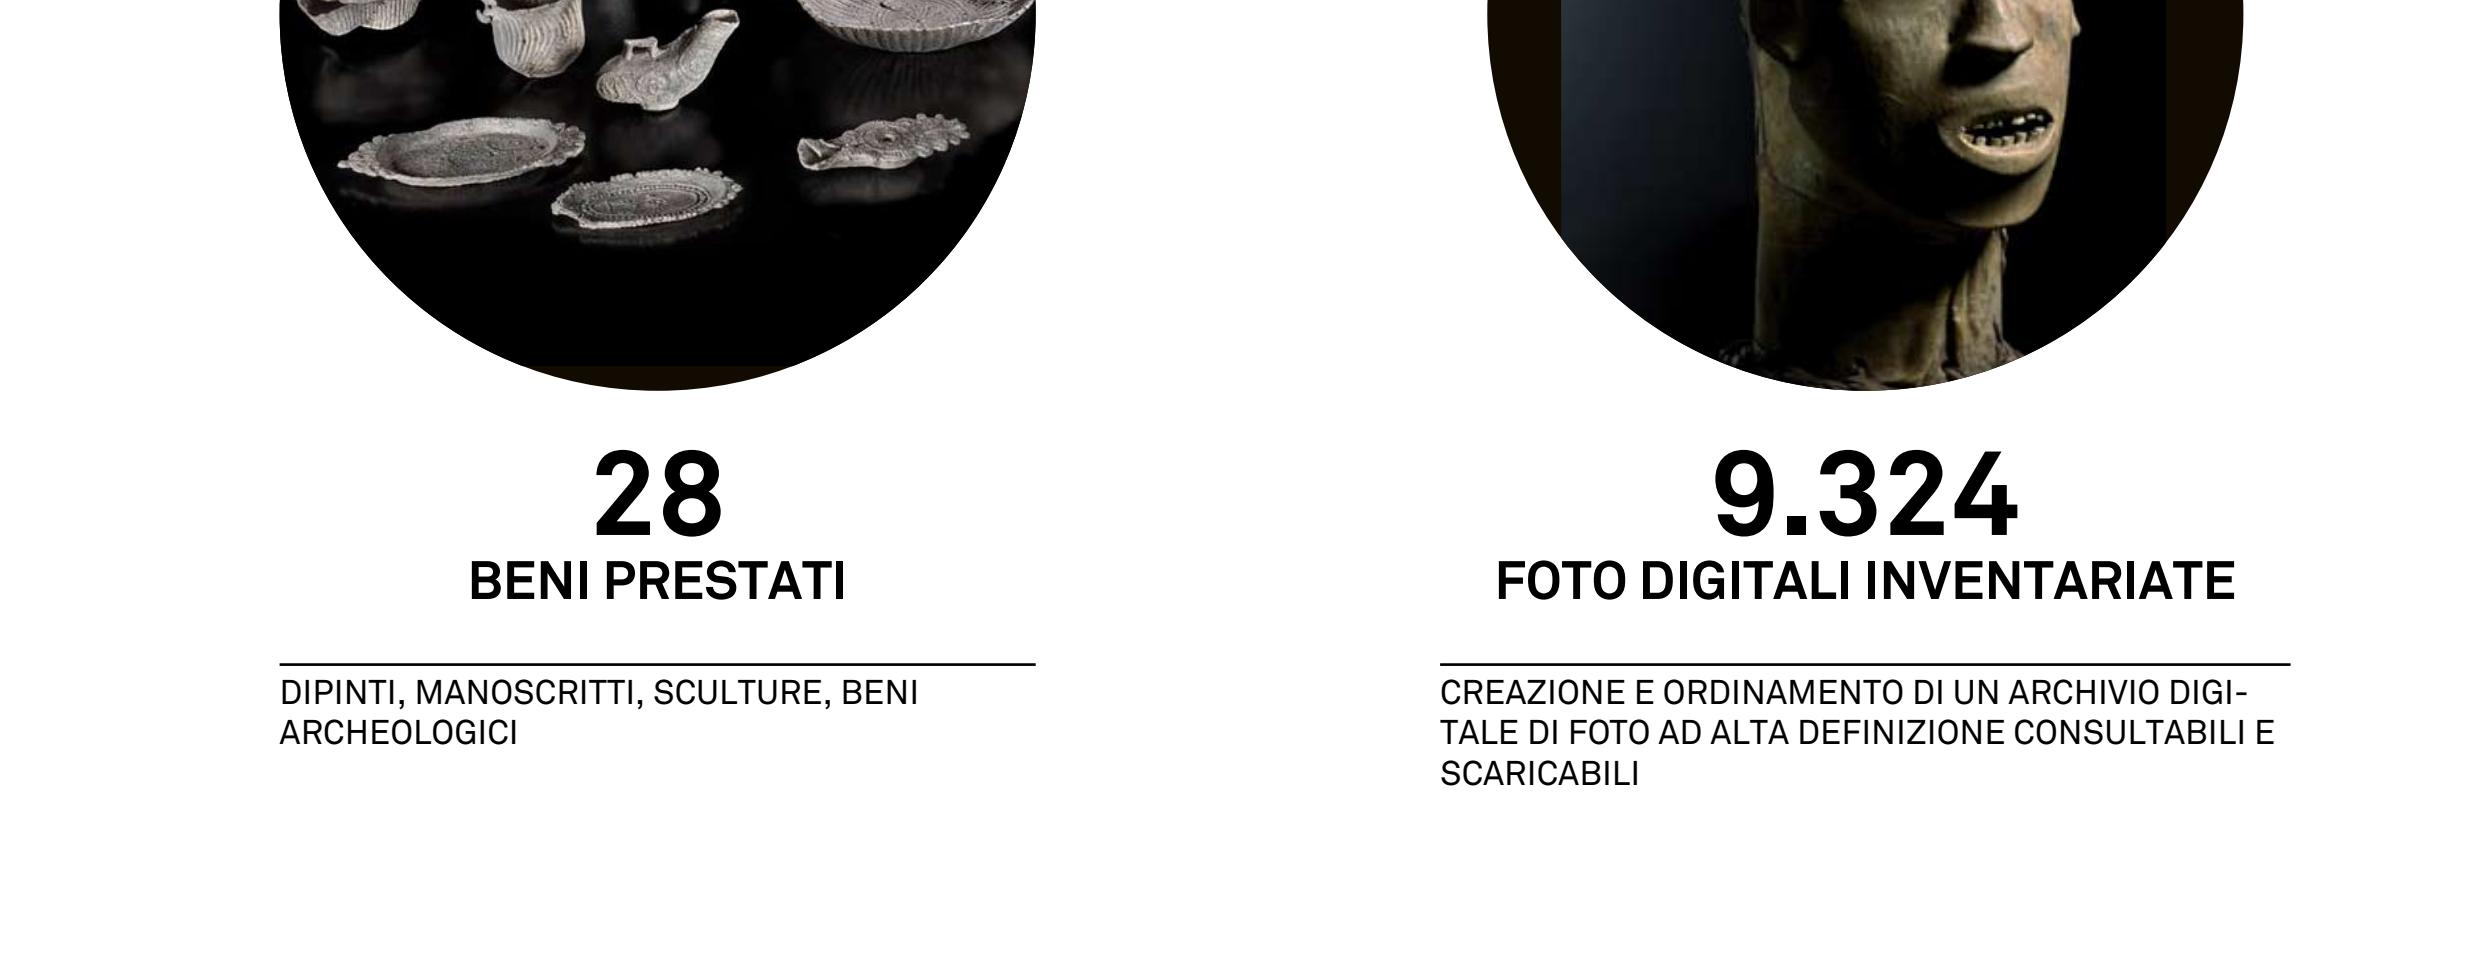 28
BENI PRESTATI
DIPINTI, MANOSCRITTI, SCULTURE, BENI
ARCHEOLOGICI
9.324
FOTO DIGITALI INVENTARIATE
CREAZIONE E ORDINAMENTO DI UN ARCHIVIO DIGI-
TALE DI FOTO AD ALTA DEFINIZIONE CONSULTABILI E
SCARICABILI